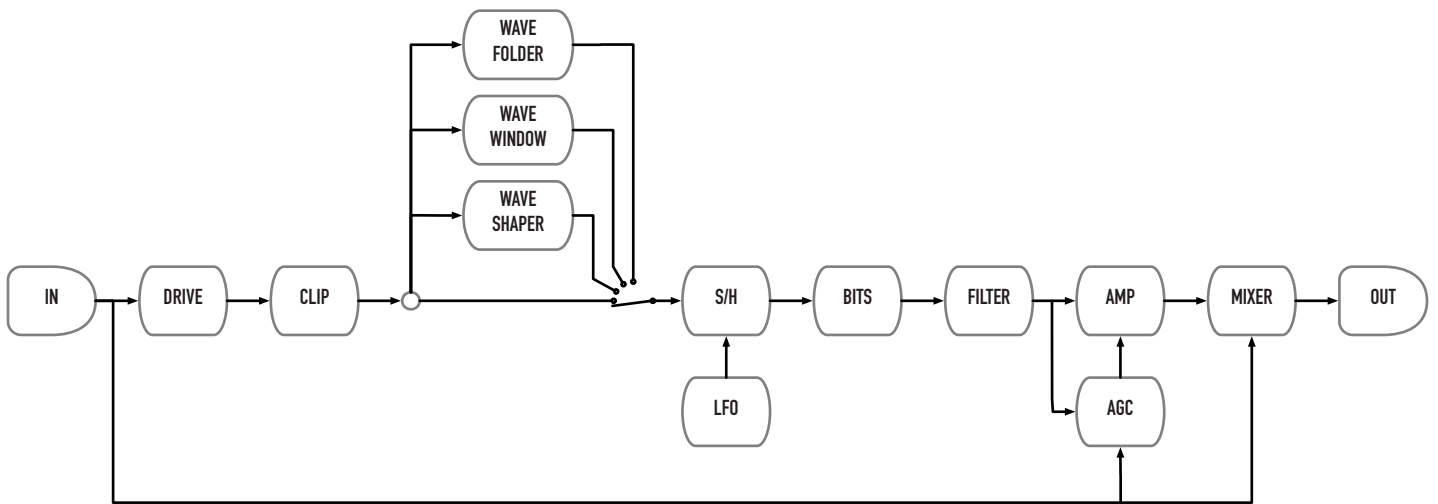 WAVE
FOLDER
WAVE
WINDOW
WAVE
SHAPER
IN
DRIVE
CLIP
S/H
BITS
FILTER
AMP
MIXER
OUT
LFO
AGC